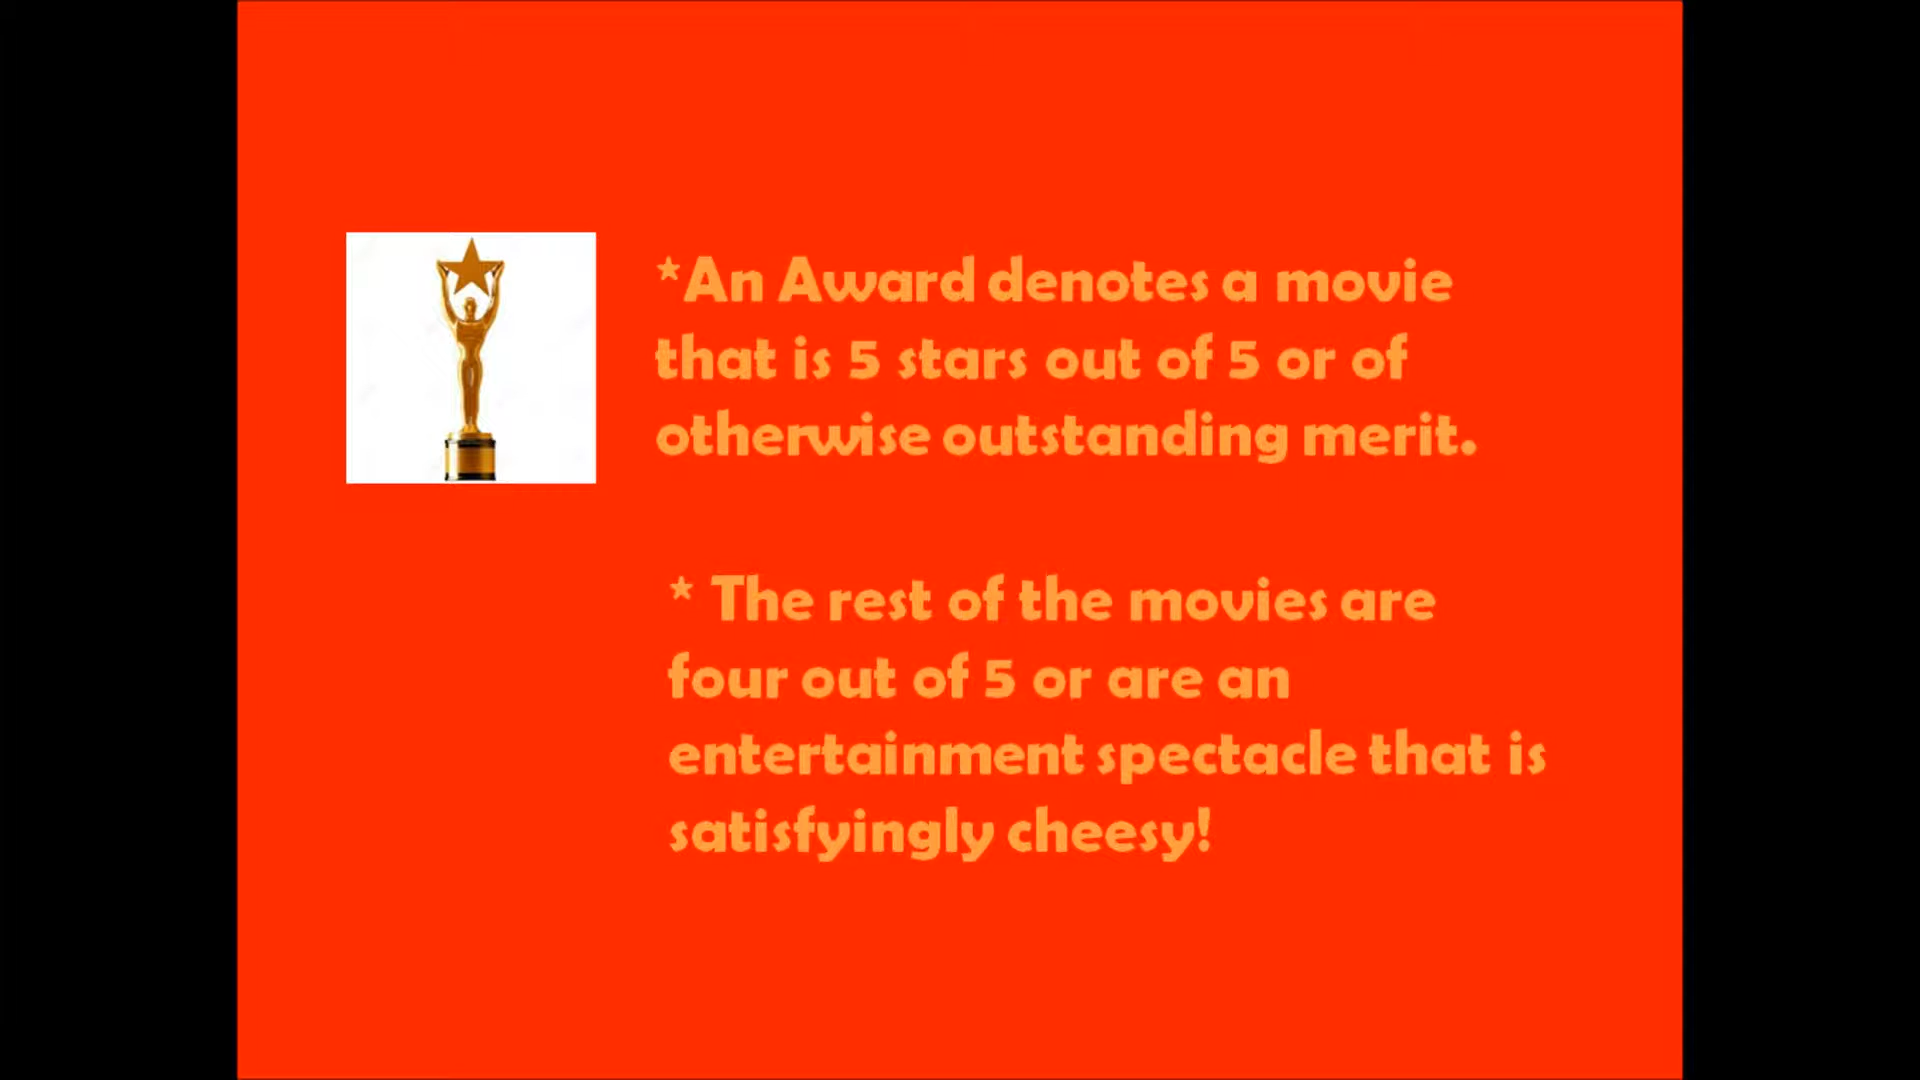 *An Award denotes a movie
that is 5 stars out of 5 or of
otherwise outstanding merit.
* The rest of the movies are
four out of 5 or are an
entertainment spectacle that is
satisfyingly cheesy!